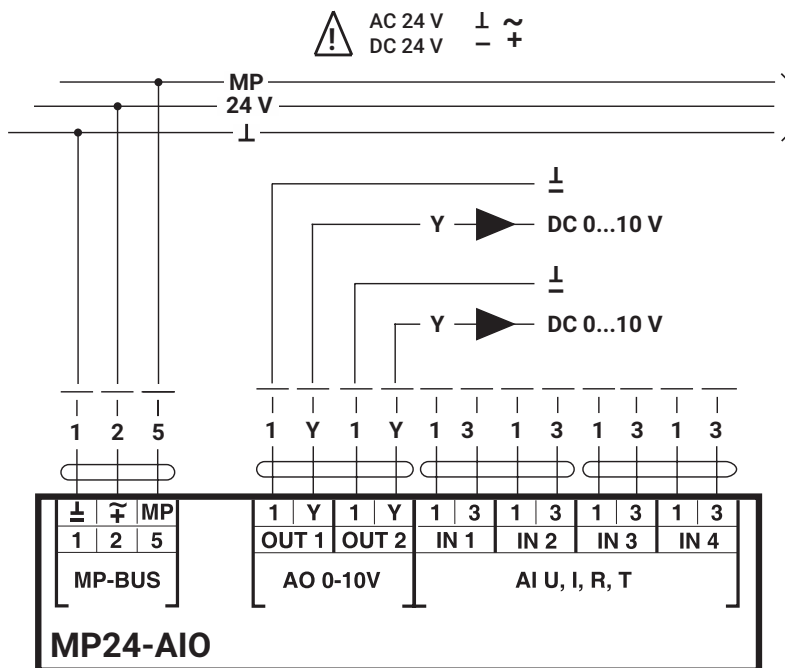 AC 24 V ⊥ ~
DC 24 V – +
MP
24 V
⊥
⊥
Y DC 0...10 V
⊥
Y DC 0...10 V
1 2 5 1 Y 1 Y 1 3 1 3 1 3 1 3
⊥ ~ MP 1 Y 1 Y 1 3 1 3 1 3 1 3
1 2 5 OUT 1 OUT 2 IN 1 IN 2 IN 3 IN 4
MP-BUS AO 0-10V AI U, I, R, T
MP24-AIO